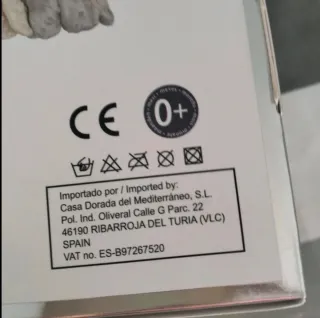 CE
0+
Importado por / Imported by:
Casa Dorada del Mediterráneo, S.L.
Pol. Ind. Oliveral Calle G Parc. 22
46190 RIBARROJA DEL TURIA (VLC)
SPAIN
VAT no. ES-B97267520